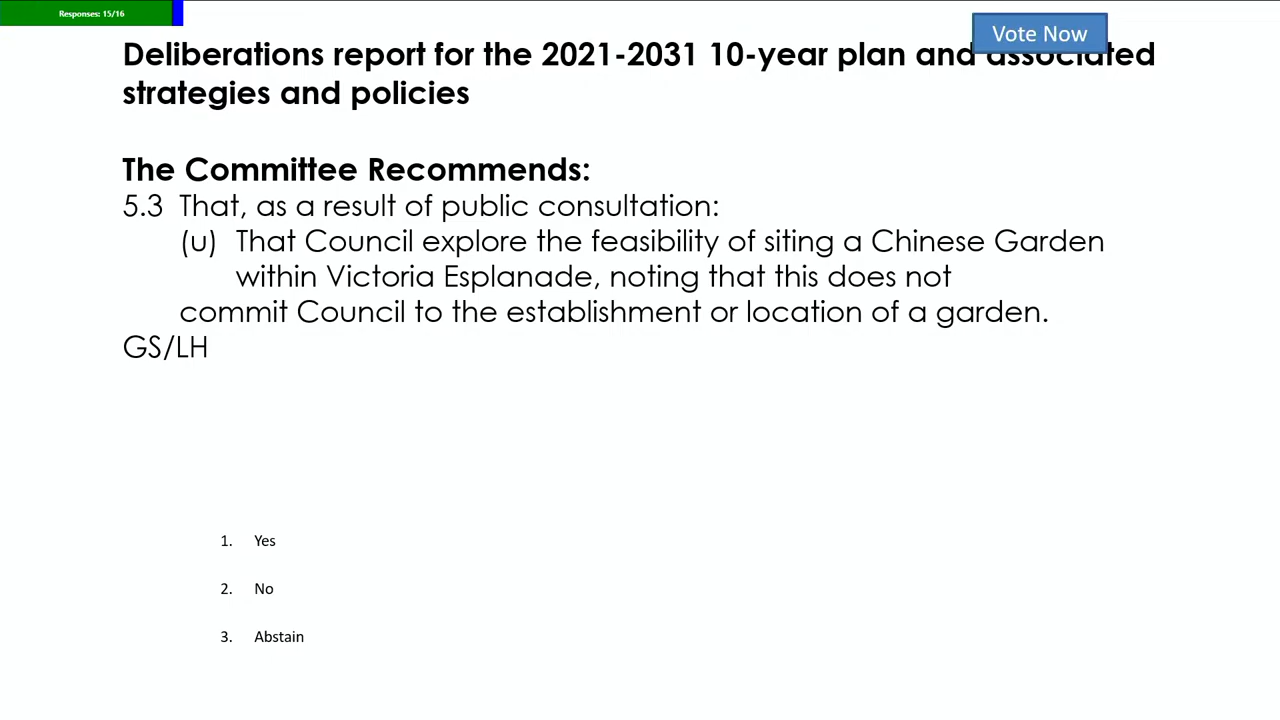 Responses: 15/16
Vote Now
Deliberations report for the 2021-2031 10-year plan and associated
strategies and policies
The Committee Recommends:
5.3 That, as a result of public consultation:
(u) That Council explore the feasibility of siting a Chinese Garden
within Victoria Esplanade, noting that this does not
commit Council to the establishment or location of a garden.
GS/LH
1. Yes
2. No
3. Abstain